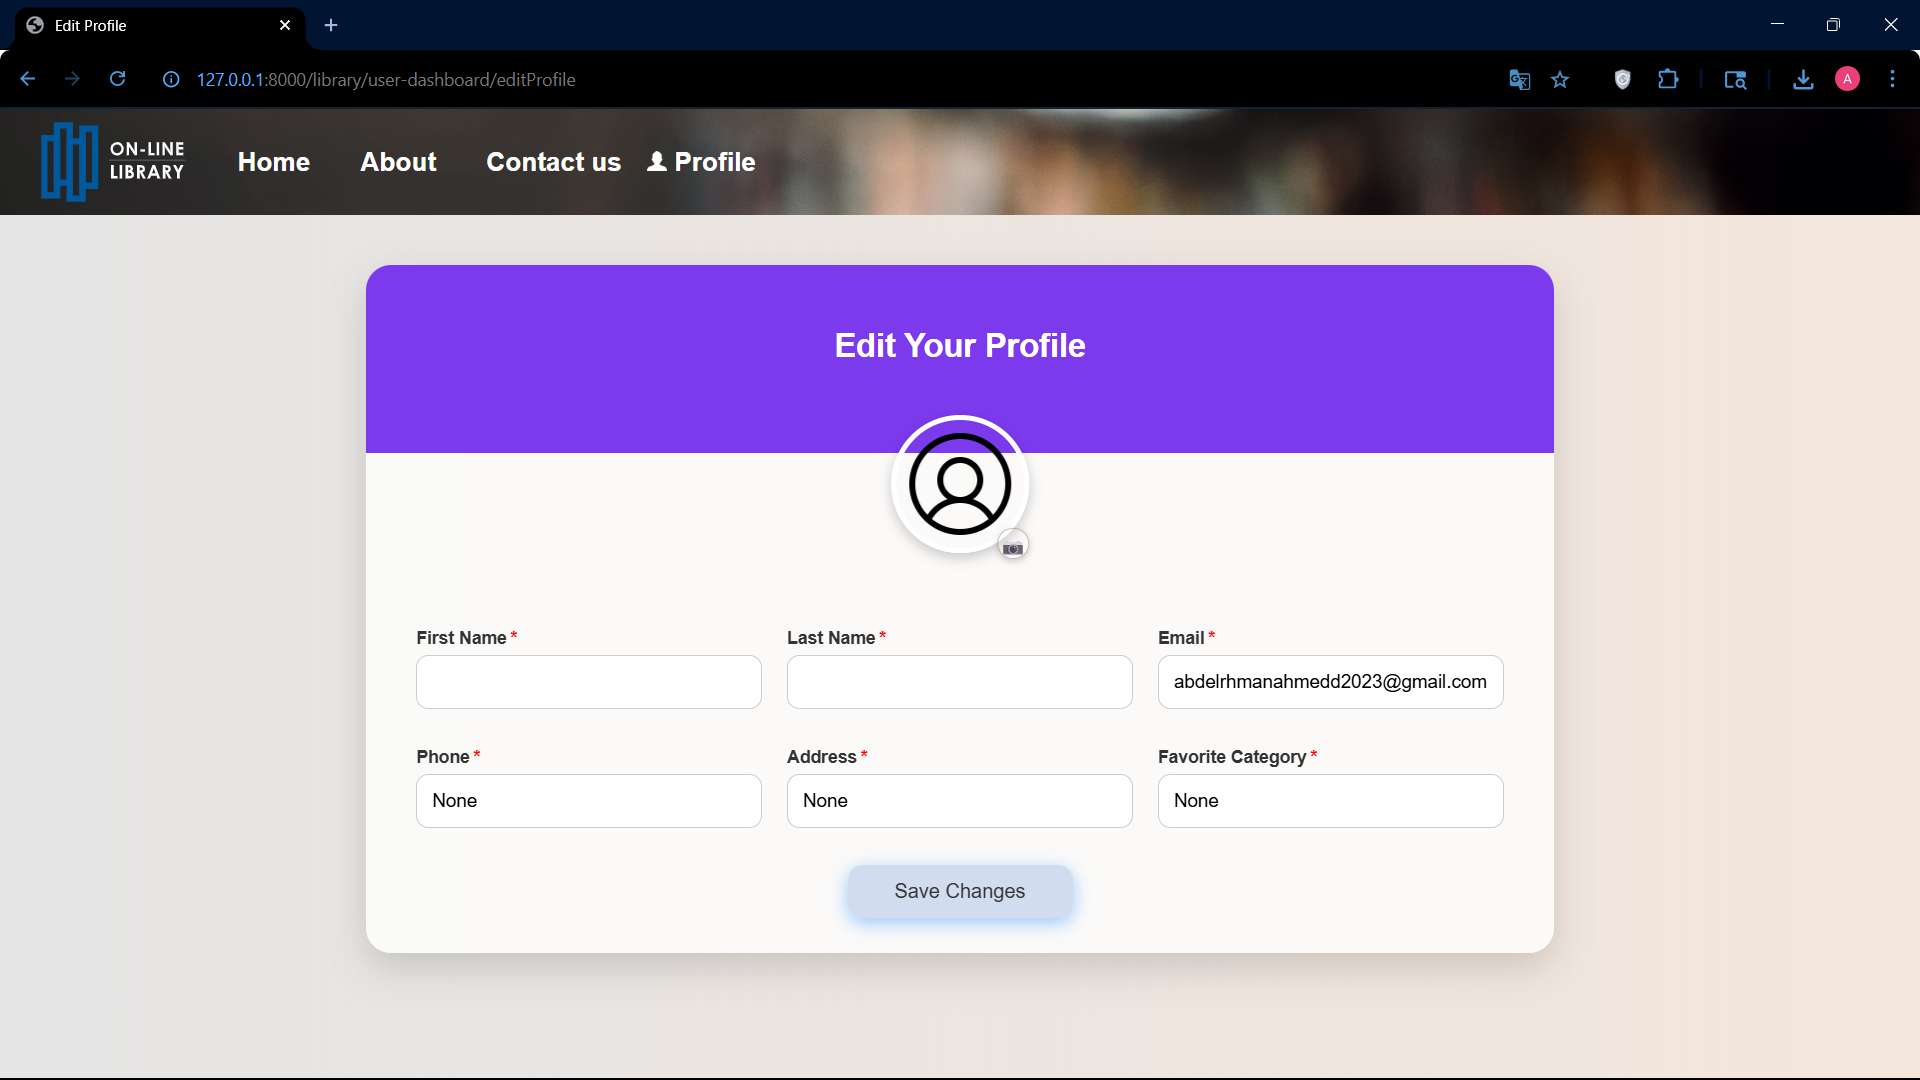 Edit Profile
127.0.0.1:8000/library/user-dashboard/editProfile
A
ON-LINE
LIBRARY
Home About Contact us Profile
Edit Your Profile
First Name * Last Name * Email *
abdelrhmanahmedd2023@gmail.com
Phone * Address * Favorite Category *
None None None
Save Changes